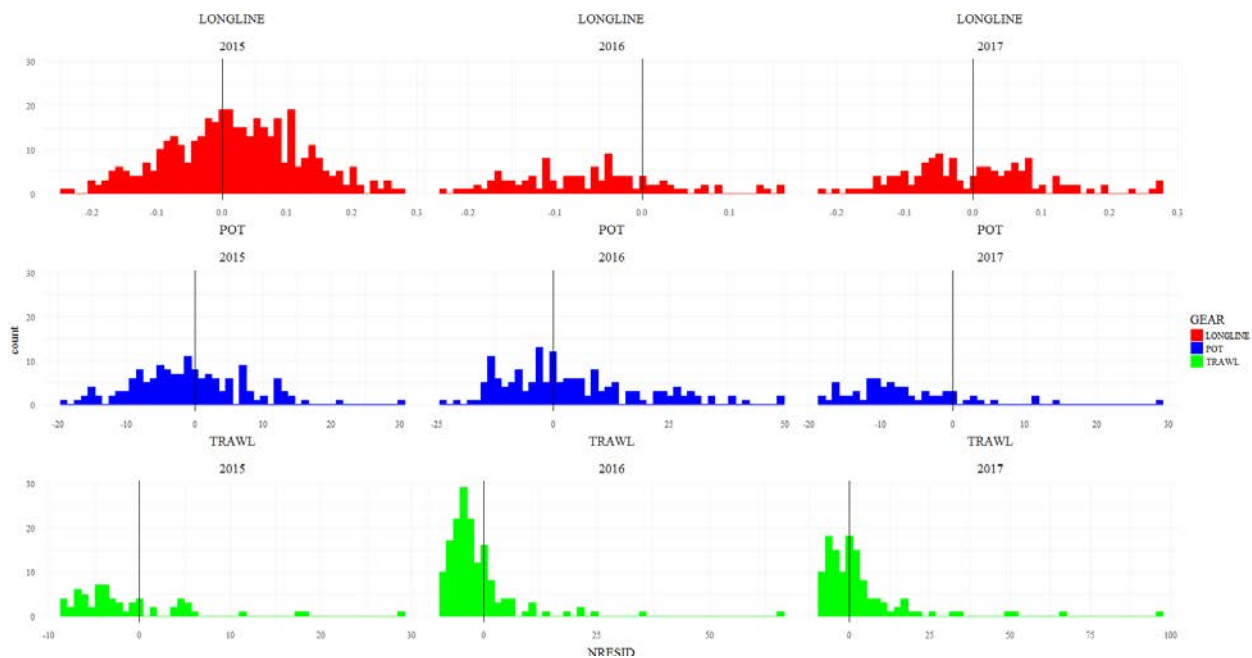 LONGLINE LONGLINE LONGLINE
2015 2016 2017
30
20
10
0
-0.2 -0.1 0.0 0.1 0.2 0.3 -0.2 -0.1 0.0 0.1 -0.2 -0.1 0.0 0.1 0.2 0.3
POT POT POT
2015 2016 2017
30
20
10
0
-20 -10 0 10 20 30 -25 0 25 50 -20 -10 0 10 20 30
count
GEAR
LONGLINE
POT
TRAWL
TRAWL TRAWL TRAWL
2015 2016 2017
30
20
10
0
-10 0 10 20 30 0 25 50 0 25 50 75 100
NRESID